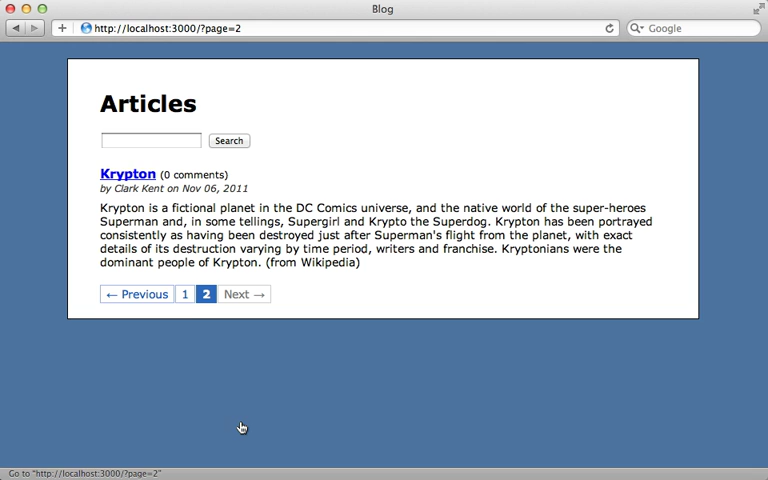 Blog
http://localhost:3000/?page=2
Google
Articles
Search
Krypton (0 comments)
by Clark Kent on Nov 06, 2011
Krypton is a fictional planet in the DC Comics universe, and the native world of the super-heroes
Superman and, in some tellings, Supergirl and Krypto the Superdog. Krypton has been portrayed
consistently as having been destroyed just after Superman's flight from the planet, with exact
details of its destruction varying by time period, writers and franchise. Kryptonians were the
dominant people of Krypton. (from Wikipedia)
← Previous 1 2 Next →
Go to "http://localhost:3000/?page=2"